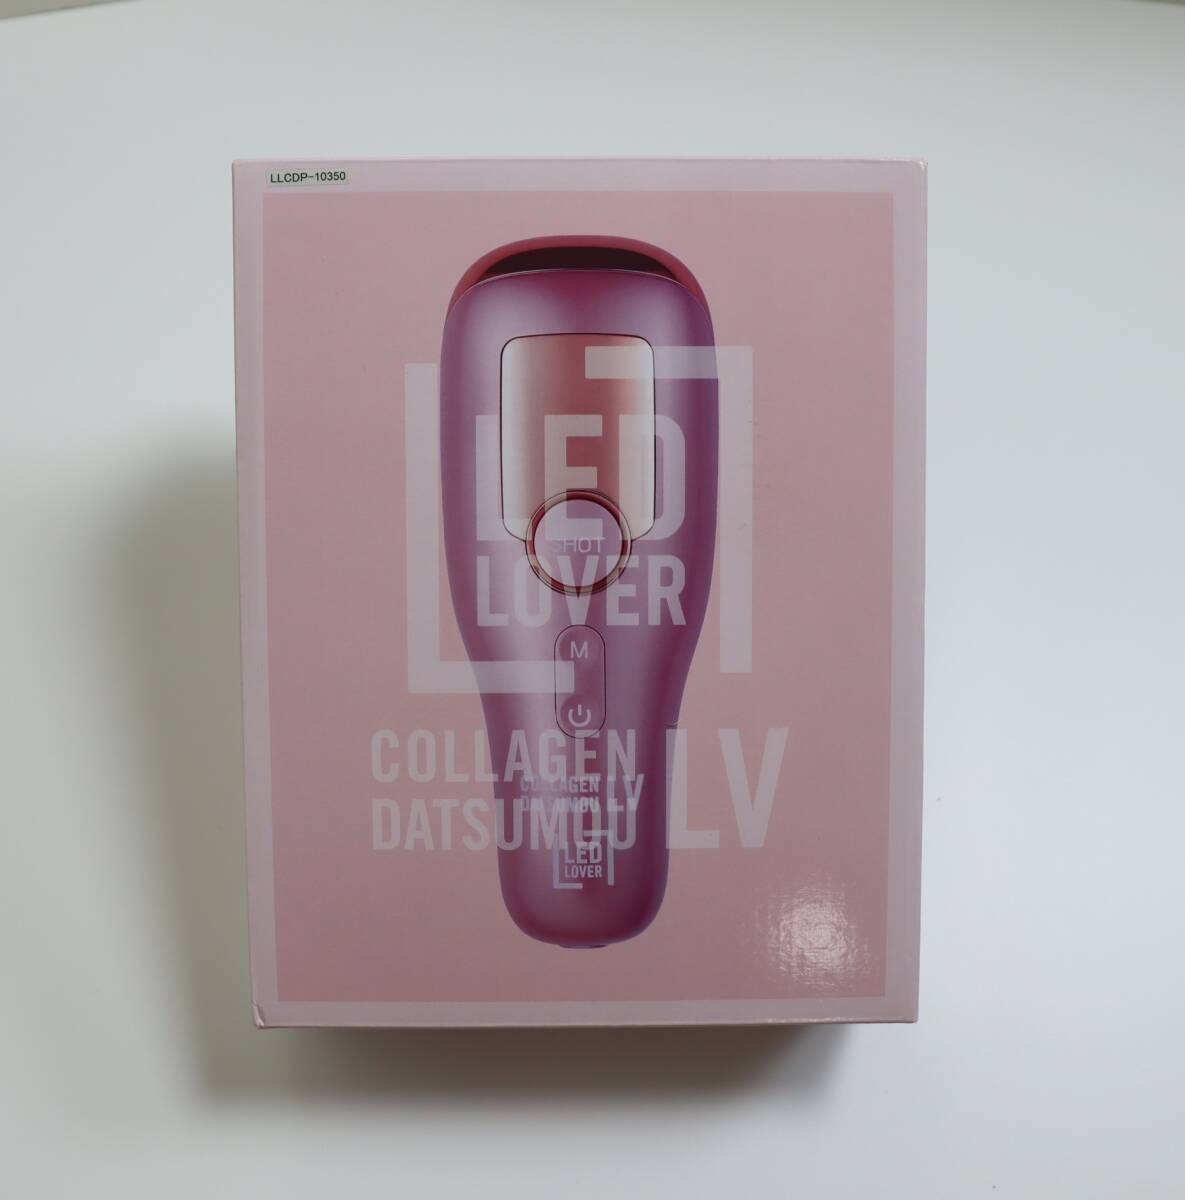 LLCDP-10350
LED
SHOT
LOVER
M
COLLAGEN
DATSUMOU LV
COLLAGEN
DATSUMOU LV
LED
LOVER